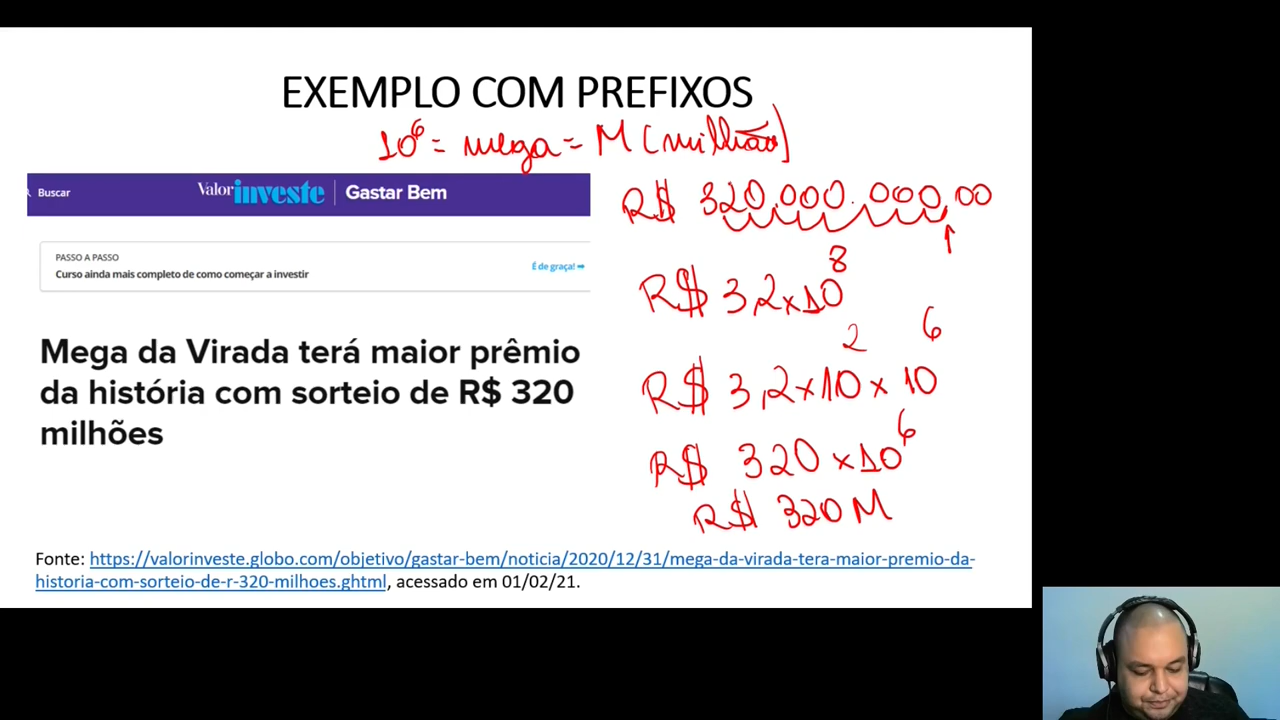 EXEMPLO COM PREFIXOS
10⁶ = mega = M (milhão)
Buscar
Valor investe
Gastar Bem
PASSO A PASSO
Curso ainda mais completo de como começar a investir
É de graça!
Mega da Virada terá maior prêmio
da história com sorteio de R$ 320
milhões
R$ 320.000.000,00
R$ 3,2×10⁸
R$ 3,2×10² × 10⁶
R$ 320 ×10⁶
R$ 320 M
Fonte: https://valorinveste.globo.com/objetivo/gastar-bem/noticia/2020/12/31/mega-da-virada-tera-maior-premio-da-
historia-com-sorteio-de-r-320-milhoes.ghtml, acessado em 01/02/21.